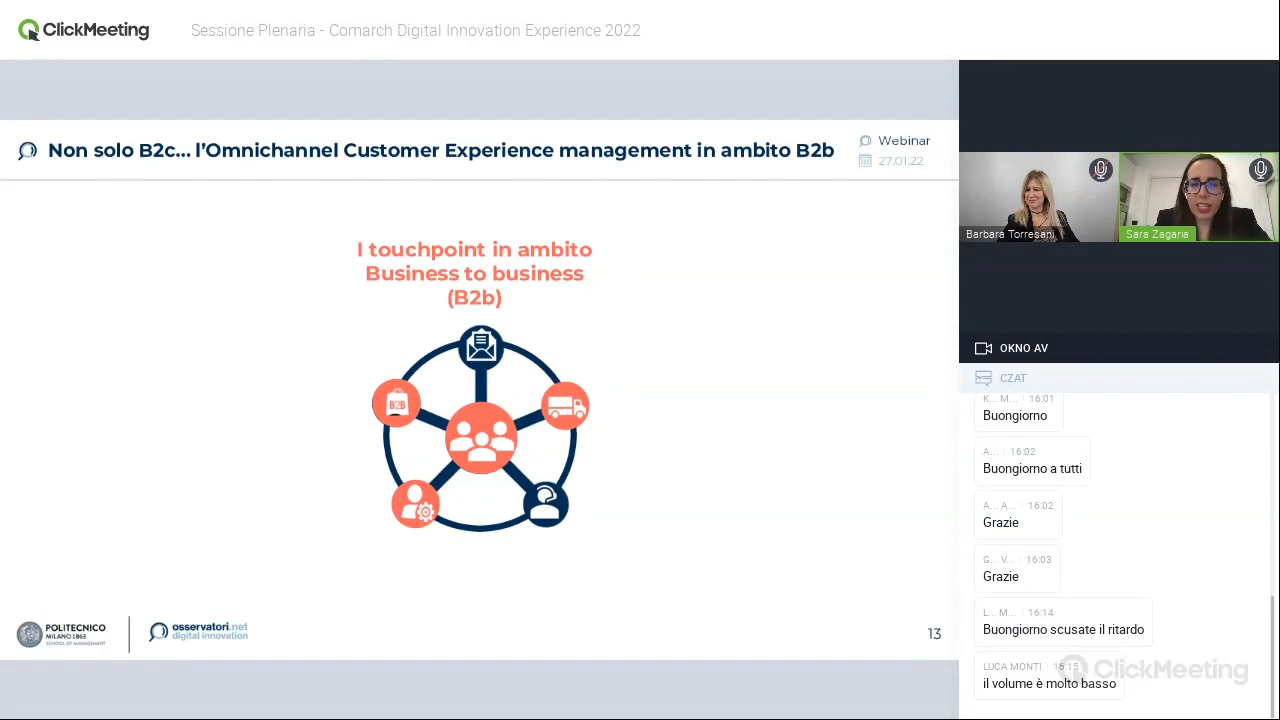 ClickMeeting
Sessione Plenaria - Comarch Digital Innovation Experience 2022
Non solo B2c... l'Omnichannel Customer Experience management in ambito B2b
Webinar
27.01.22
I touchpoint in ambito
Business to business
(B2b)
B2B
POLITECNICO
MILANO 1863
SCHOOL OF MANAGEMENT
osservatori.net
digital innovation
13
Barbara Torresani
Sara Zagaria
OKNO AV
CZAT
K... M... 16:01
Buongiorno
A... 16:02
Buongiorno a tutti
A... A... 16:02
Grazie
G... V... 16:03
Grazie
L... M... 16:14
Buongiorno scusate il ritardo
LUCA MONTI 16:15
il volume è molto basso
ClickMeeting